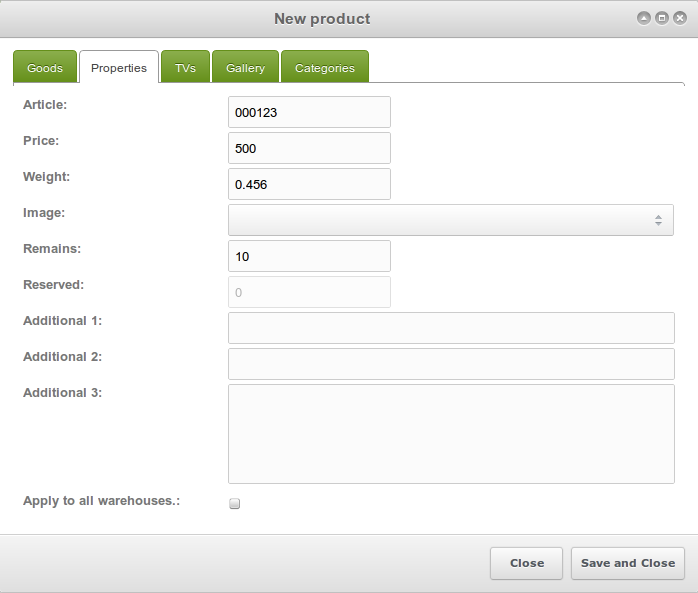 New product
Goods Properties TVs Gallery Categories
Article: 000123
Price: 500
Weight: 0.456
Image:
Remains: 10
Reserved: 0
Additional 1:
Additional 2:
Additional 3:
Apply to all warehouses.:
Close Save and Close